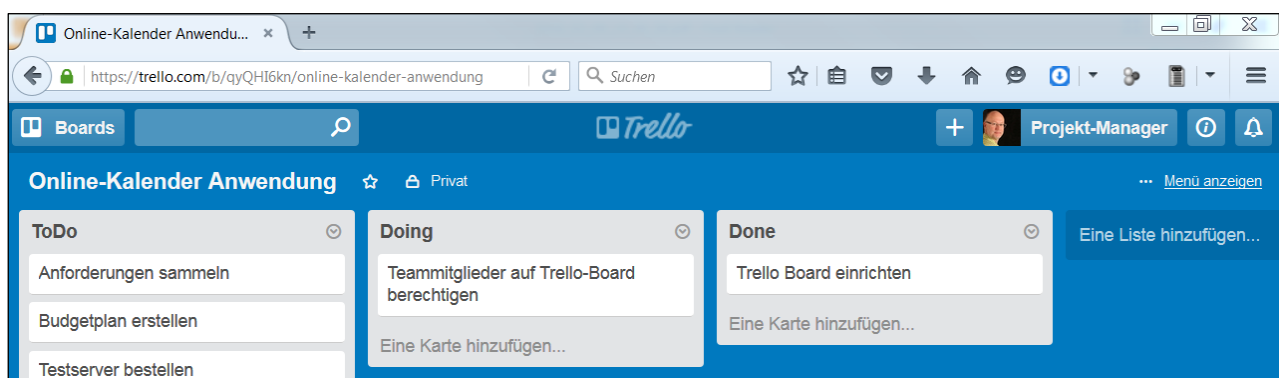 Online-Kalender Anwendu...
https://trello.com/b/qyQHI6kn/online-kalender-anwendung
Suchen
Boards
Trello
Projekt-Manager
Online-Kalender Anwendung
Privat
... Menü anzeigen
ToDo
Anforderungen sammeln
Budgetplan erstellen
Testserver bestellen
Doing
Teammitglieder auf Trello-Board
berechtigen
Eine Karte hinzufügen...
Done
Trello Board einrichten
Eine Karte hinzufügen...
Eine Liste hinzufügen...